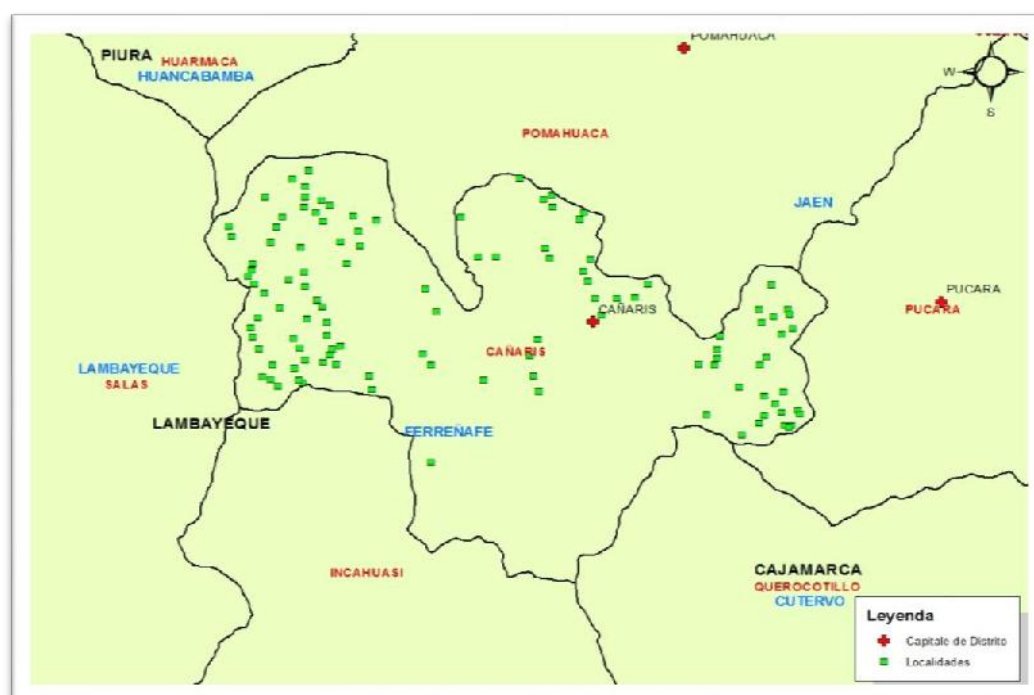 POMAHUACA
PIURA
HUARMACA
HUANCABAMBA
W
S
POMAHUACA
JAEN
PUCARA
PUCARA
CAÑARIS
CAÑARIS
LAMBAYEQUE
SALAS
LAMBAYEQUE
FERREÑAFE
INCAHUASI
CAJAMARCA
QUEROCOTILLO
CUTERVO
Leyenda
Capitale de Distrito
Localidades